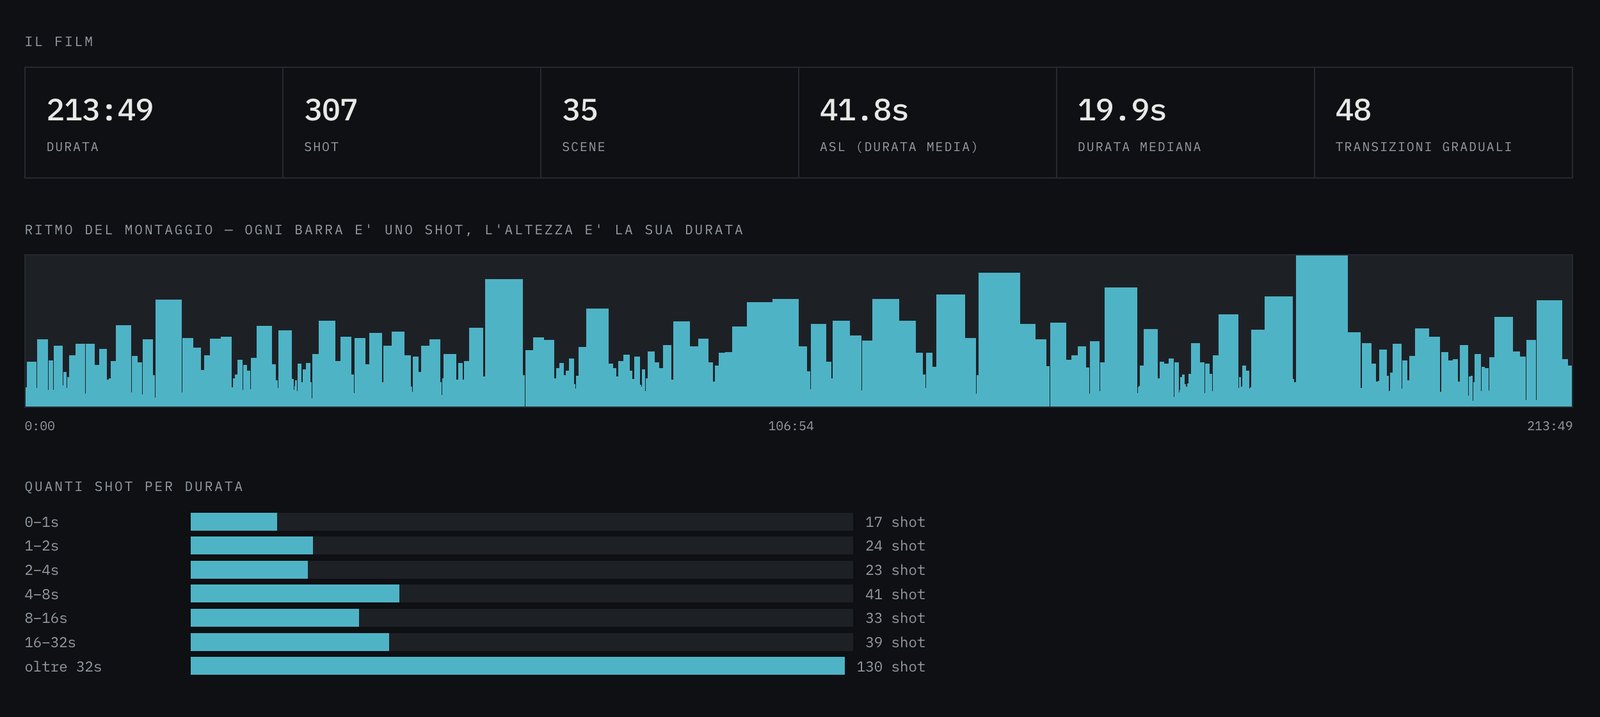 IL FILM
213:49 307 35 41.8s 19.9s 48
DURATA SHOT SCENE ASL (DURATA MEDIA) DURATA MEDIANA TRANSIZIONI GRADUALI
RITMO DEL MONTAGGIO — OGNI BARRA E' UNO SHOT, L'ALTEZZA E' LA SUA DURATA
0:00 106:54 213:49
QUANTI SHOT PER DURATA
0–1s 17 shot
1–2s 24 shot
2–4s 23 shot
4–8s 41 shot
8–16s 33 shot
16–32s 39 shot
oltre 32s 130 shot